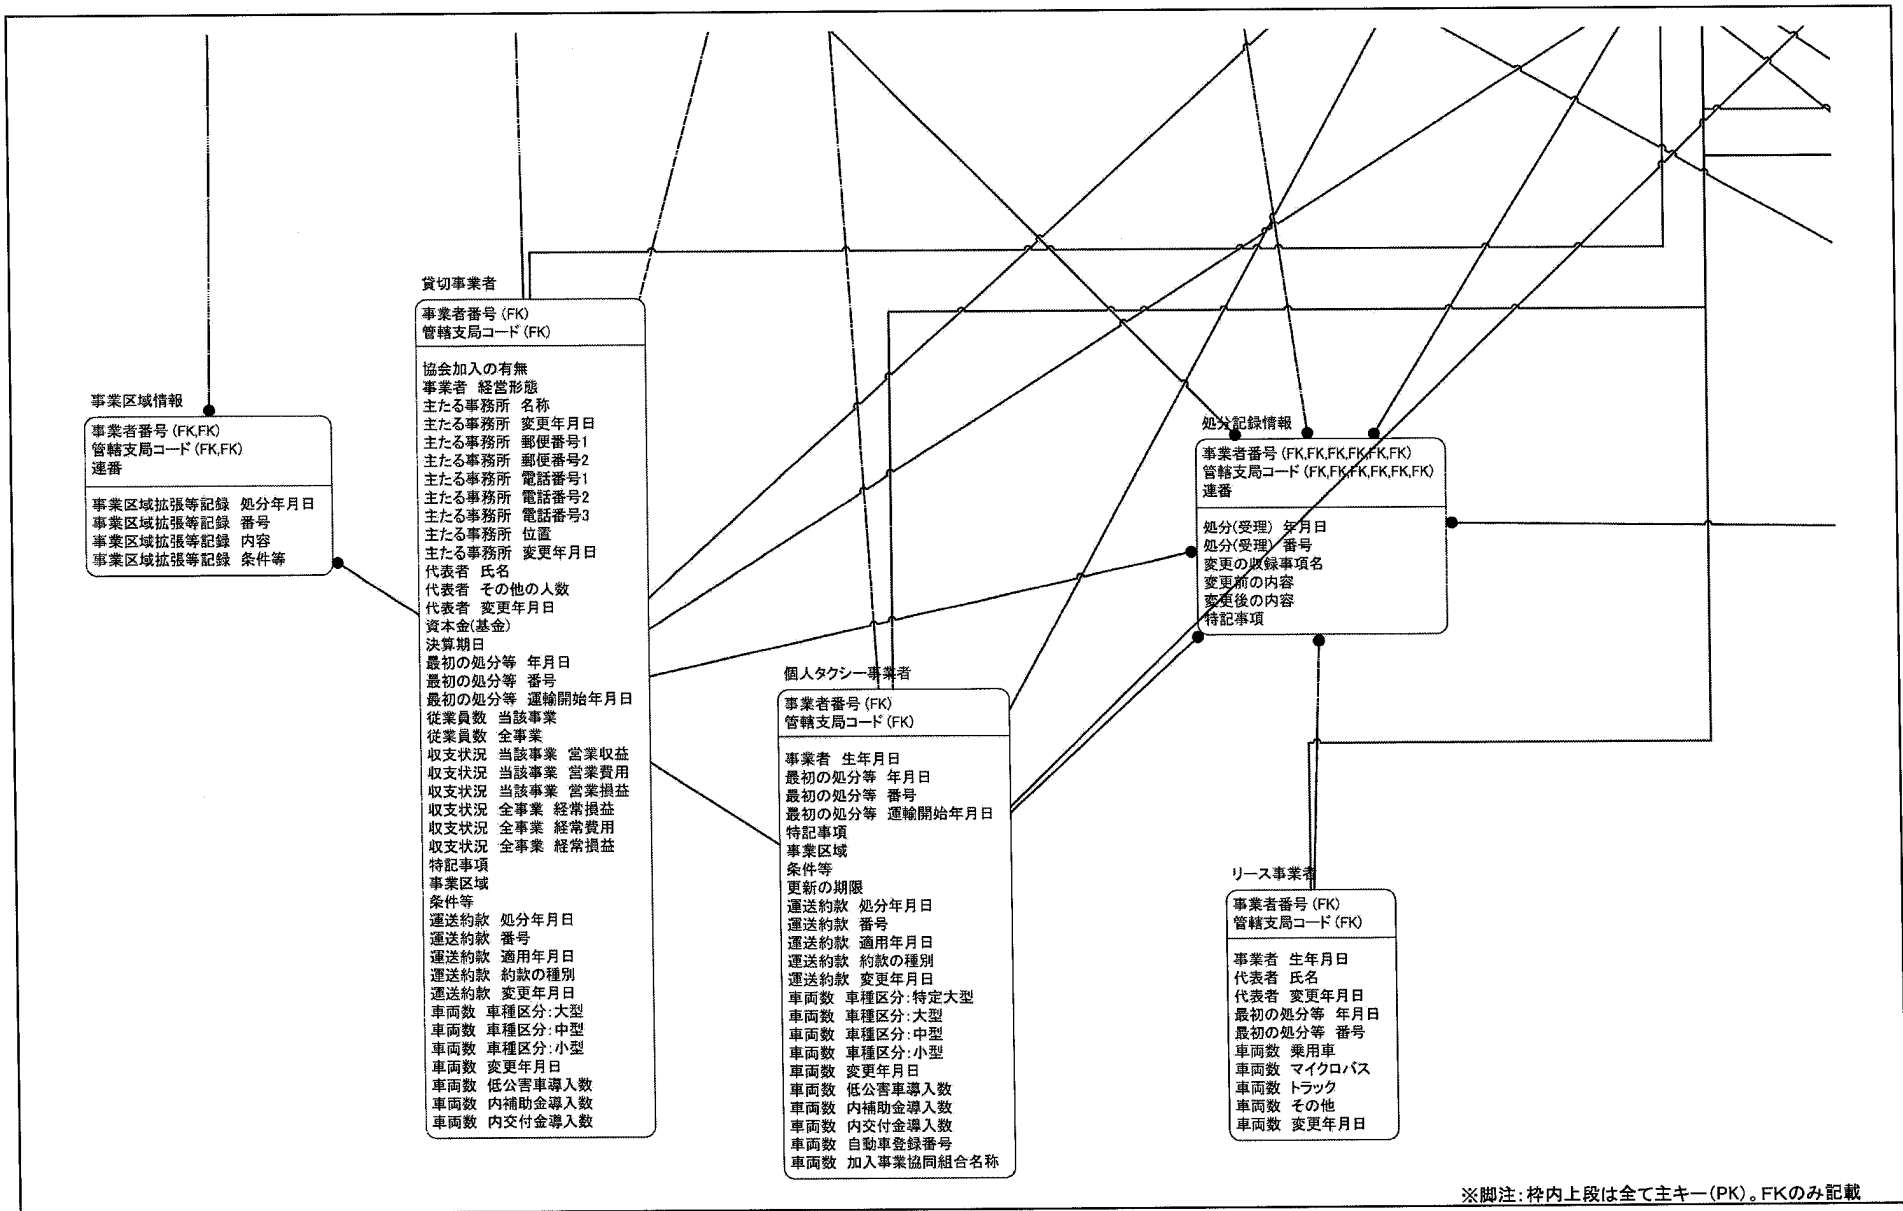 貸切事業者
事業者番号 (FK)
管轄支局コード (FK)
協会加入の有無
事業者 経営形態
主たる事務所 名称
主たる事務所 変更年月日
主たる事務所 郵便番号1
主たる事務所 郵便番号2
主たる事務所 電話番号1
主たる事務所 電話番号2
主たる事務所 電話番号3
主たる事務所 位置
主たる事務所 変更年月日
代表者 氏名
代表者 その他の人数
代表者 変更年月日
資本金(基金)
決算期日
最初の処分等 年月日
最初の処分等 番号
最初の処分等 運輸開始年月日
従業員数 当該事業
従業員数 全事業
収支状況 当該事業 営業収益
収支状況 当該事業 営業費用
収支状況 当該事業 営業損益
収支状況 全事業 経常損益
収支状況 全事業 経常費用
収支状況 全事業 経常損益
特記事項
事業区域
条件等
運送約款 処分年月日
運送約款 番号
運送約款 適用年月日
運送約款 約款の種別
運送約款 変更年月日
車両数 車種区分:大型
車両数 車種区分:中型
車両数 車種区分:小型
車両数 変更年月日
車両数 低公害車導入数
車両数 内補助金導入数
車両数 内交付金導入数
事業区域情報
事業者番号 (FK,FK)
管轄支局コード (FK,FK)
連番
事業区域拡張等記録 処分年月日
事業区域拡張等記録 番号
事業区域拡張等記録 内容
事業区域拡張等記録 条件等
処分記録情報
事業者番号 (FK,FK,FK,FK,FK,FK)
管轄支局コード (FK,FK,FK,FK,FK,FK)
連番
処分(受理) 年月日
処分(受理) 番号
変更の収録事項名
変更前の内容
変更後の内容
特記事項
個人タクシー事業者
事業者番号 (FK)
管轄支局コード (FK)
事業者 生年月日
最初の処分等 年月日
最初の処分等 番号
最初の処分等 運輸開始年月日
特記事項
事業区域
条件等
更新の期限
運送約款 処分年月日
運送約款 番号
運送約款 適用年月日
運送約款 約款の種別
運送約款 変更年月日
車両数 車種区分:特定大型
車両数 車種区分:大型
車両数 車種区分:中型
車両数 車種区分:小型
車両数 変更年月日
車両数 低公害車導入数
車両数 内補助金導入数
車両数 内交付金導入数
車両数 自動車登録番号
車両数 加入事業協同組合名称
リース事業者
事業者番号 (FK)
管轄支局コード (FK)
事業者 生年月日
代表者 氏名
代表者 変更年月日
最初の処分等 年月日
最初の処分等 番号
車両数 乗用車
車両数 マイクロバス
車両数 トラック
車両数 その他
車両数 変更年月日
※脚注:枠内上段は全て主キー(PK)。FKのみ記載